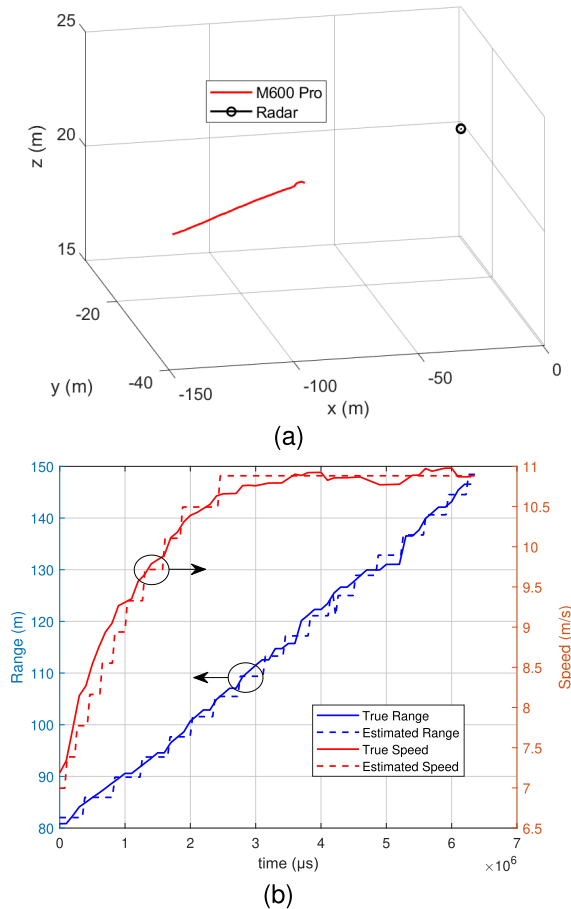 25
20
15
z (m)
M600 Pro
Radar
-20
-40
y (m)
-150
-100
-50
0
x (m)
(a)
150
140
130
120
110
100
90
80
Range (m)
11
10.5
10
9.5
9
8.5
8
7.5
7
6.5
Speed (m/s)
True Range
Estimated Range
True Speed
Estimated Speed
0 1 2 3 4 5 6 7
time (μs)
×10⁶
(b)